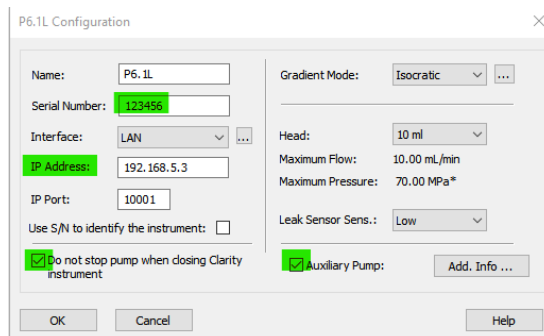 P6.1L Configuration
Name: P6.1L
Serial Number: 123456
Interface: LAN ...
IP Address: 192.168.5.3
IP Port: 10001
Use S/N to identify the instrument:
Do not stop pump when closing Clarity
instrument
Gradient Mode: Isocratic ...
Head: 10 ml
Maximum Flow: 10.00 mL/min
Maximum Pressure: 70.00 MPa*
Leak Sensor Sens.: Low
Auxiliary Pump: Add. Info ...
OK Cancel Help